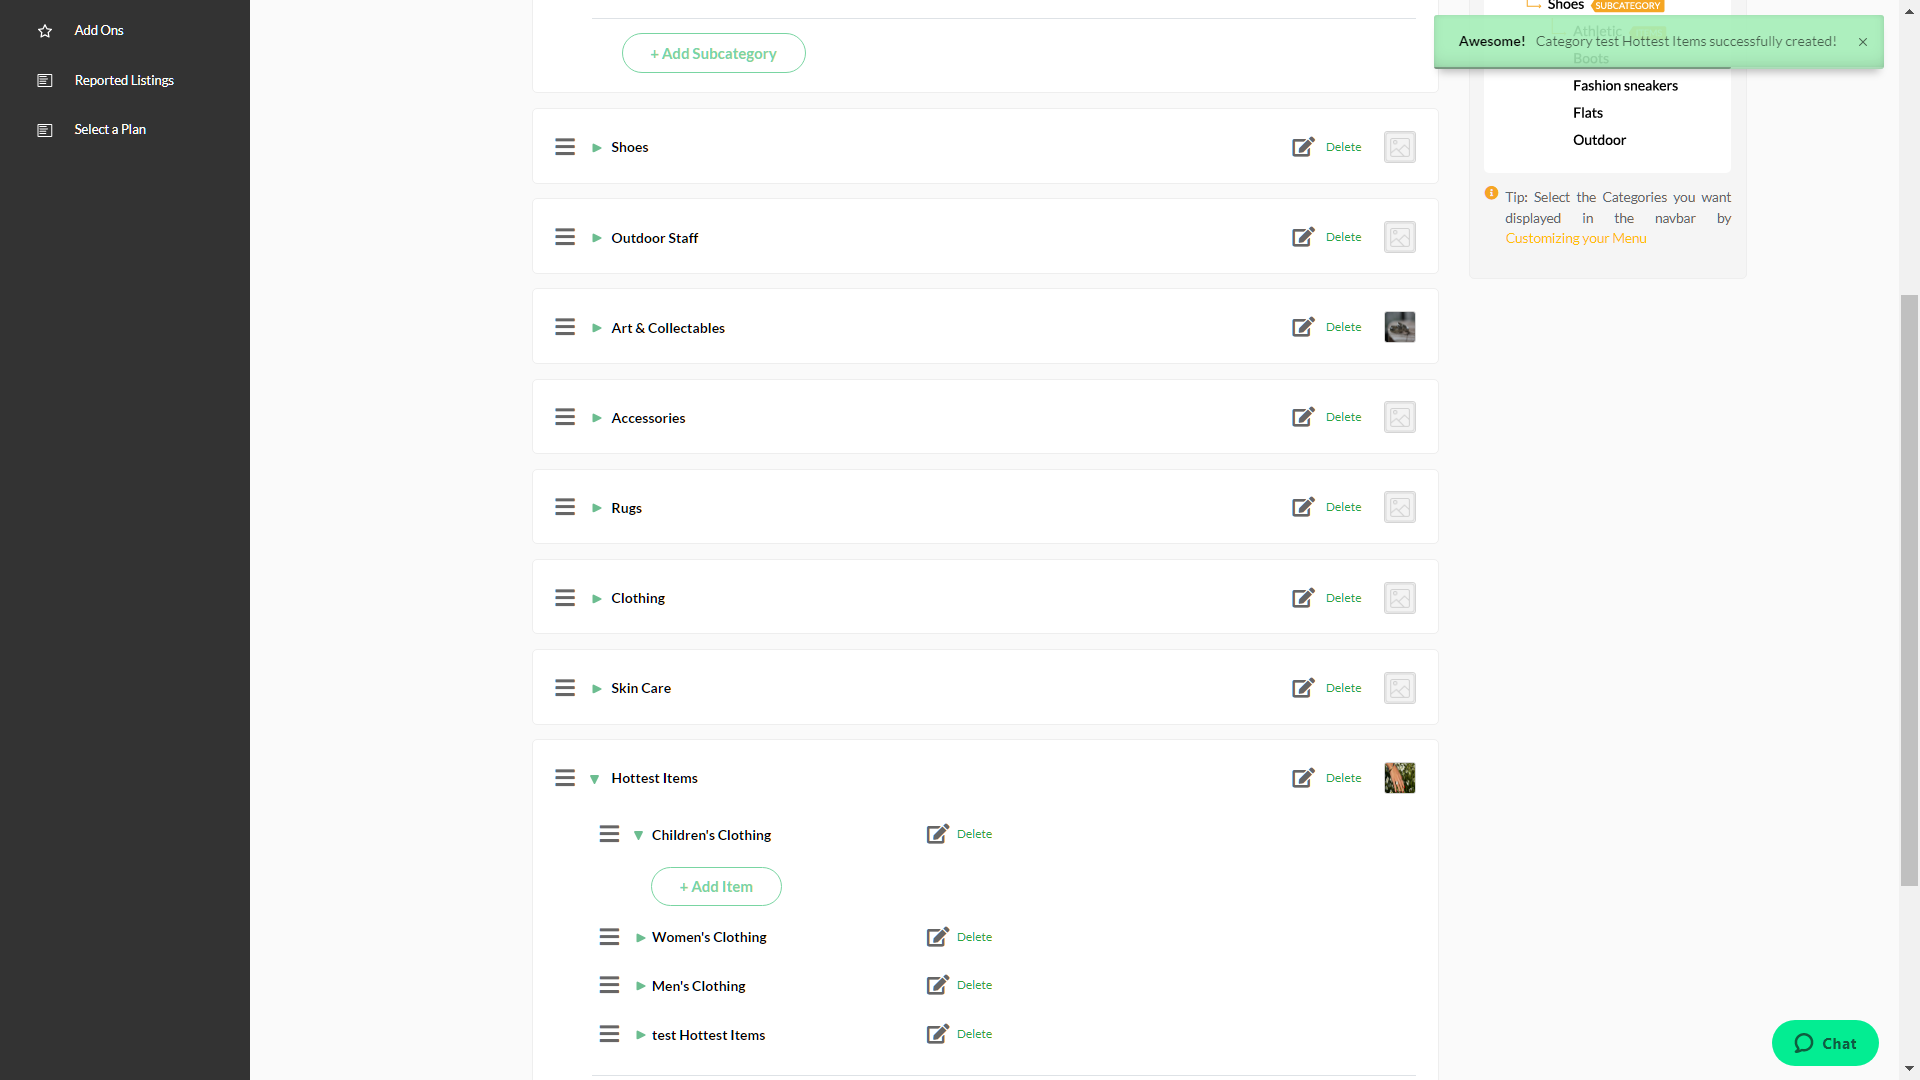 Add Ons
Reported Listings
Select a Plan
+ Add Subcategory
Shoes
Delete
Outdoor Staff
Delete
Art & Collectables
Delete
Accessories
Delete
Rugs
Delete
Clothing
Delete
Skin Care
Delete
Hottest Items
Delete
Children's Clothing
Delete
+ Add Item
Women's Clothing
Delete
Men's Clothing
Delete
test Hottest Items
Delete
Shoes SUBCATEGORY
Athletic
Awesome! Category test Hottest Items successfully created! ×
Boots
Fashion sneakers
Flats
Outdoor
Tip: Select the Categories you want
displayed in the navbar by
Customizing your Menu
Chat